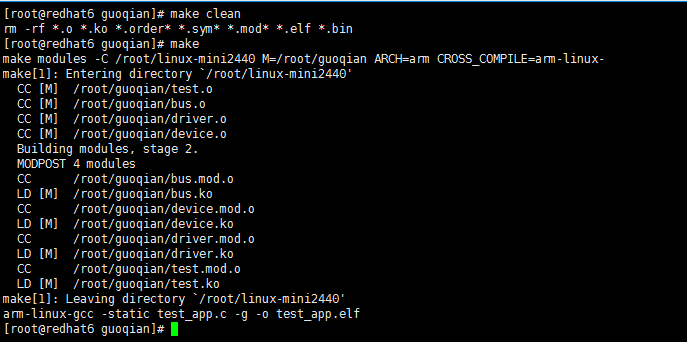 [root@redhat6 guoqian]# make clean
rm -rf *.o *.ko *.order* *.sym* *.mod* *.elf *.bin
[root@redhat6 guoqian]# make
make modules -C /root/linux-mini2440 M=/root/guoqian ARCH=arm CROSS_COMPILE=arm-linux-
make[1]: Entering directory `/root/linux-mini2440'
  CC [M]  /root/guoqian/test.o
  CC [M]  /root/guoqian/bus.o
  CC [M]  /root/guoqian/driver.o
  CC [M]  /root/guoqian/device.o
  Building modules, stage 2.
  MODPOST 4 modules
  CC      /root/guoqian/bus.mod.o
  LD [M]  /root/guoqian/bus.ko
  CC      /root/guoqian/device.mod.o
  LD [M]  /root/guoqian/device.ko
  CC      /root/guoqian/driver.mod.o
  LD [M]  /root/guoqian/driver.ko
  CC      /root/guoqian/test.mod.o
  LD [M]  /root/guoqian/test.ko
make[1]: Leaving directory `/root/linux-mini2440'
arm-linux-gcc -static test_app.c -g -o test_app.elf
[root@redhat6 guoqian]#